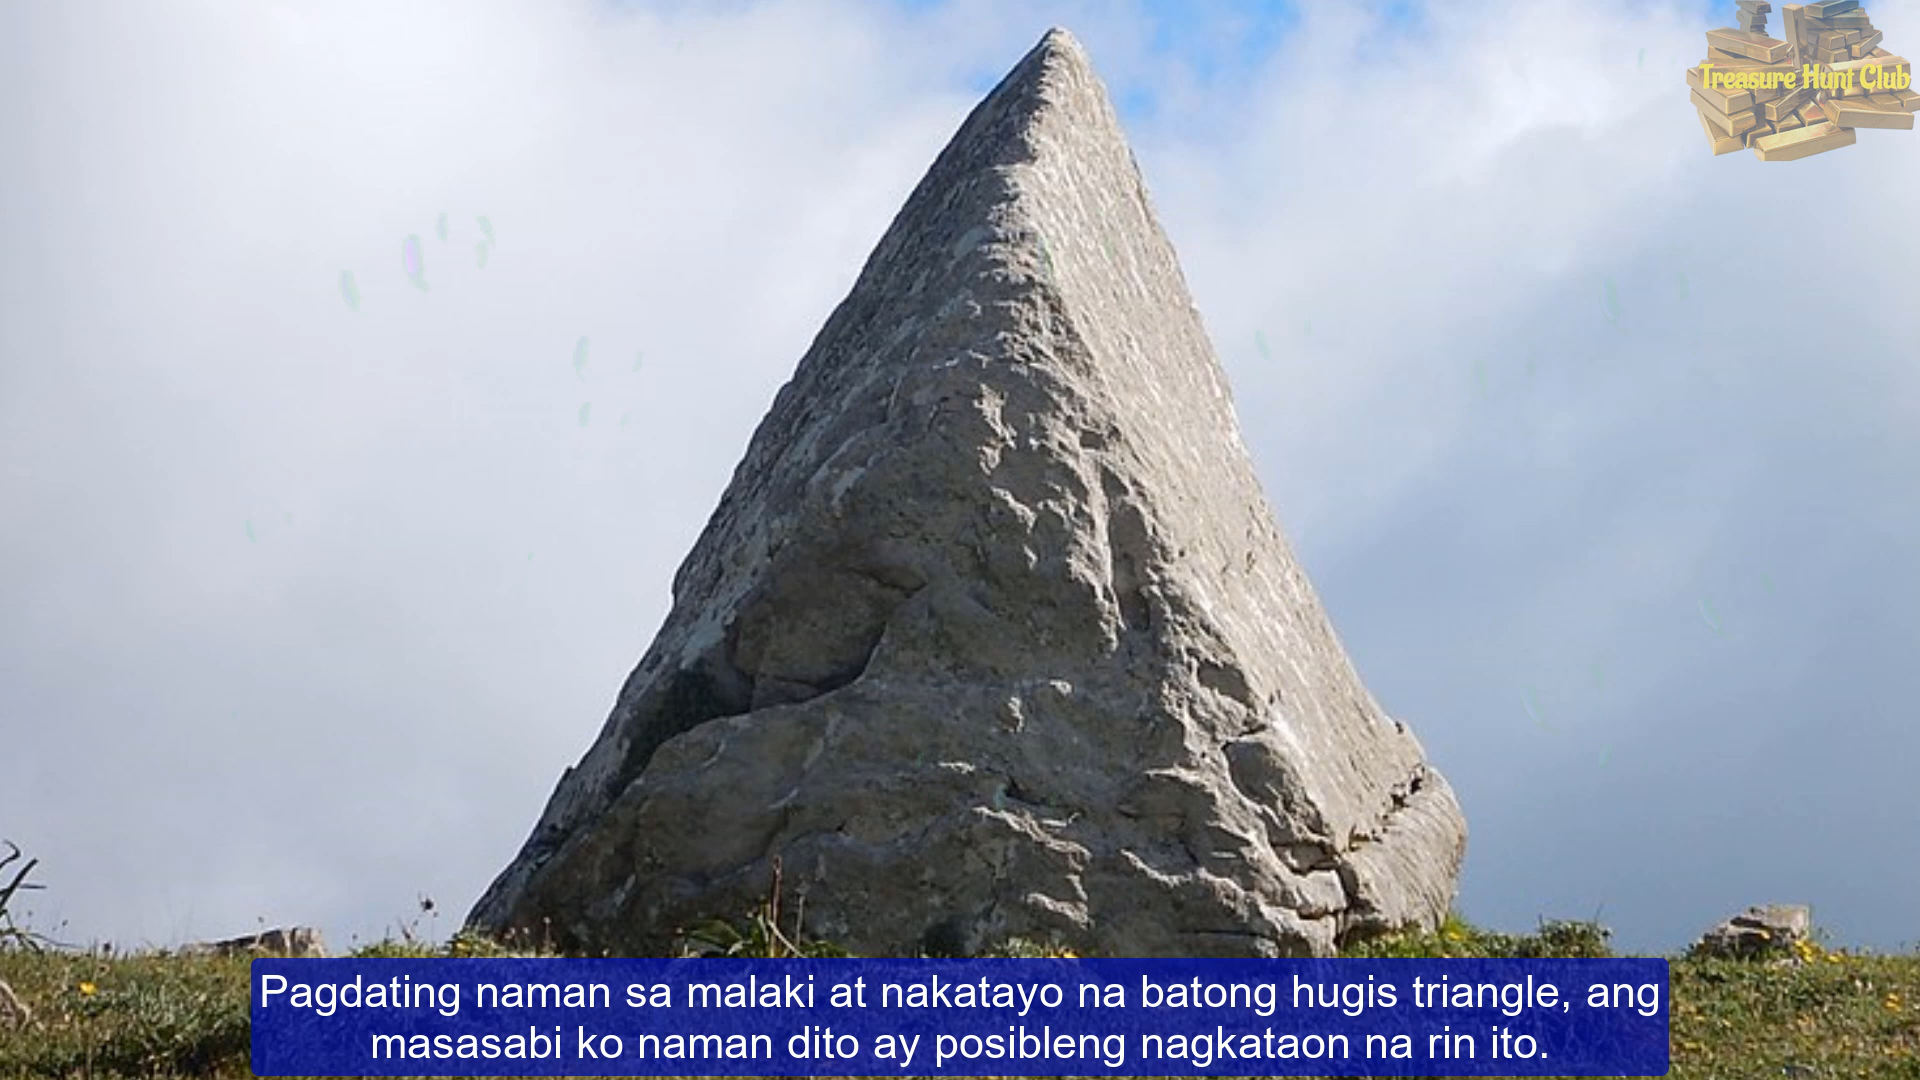 Treasure Hunt Club
Pagdating naman sa malaki at nakatayo na batong hugis triangle, ang
masasabi ko naman dito ay posibleng nagkataon na rin ito.